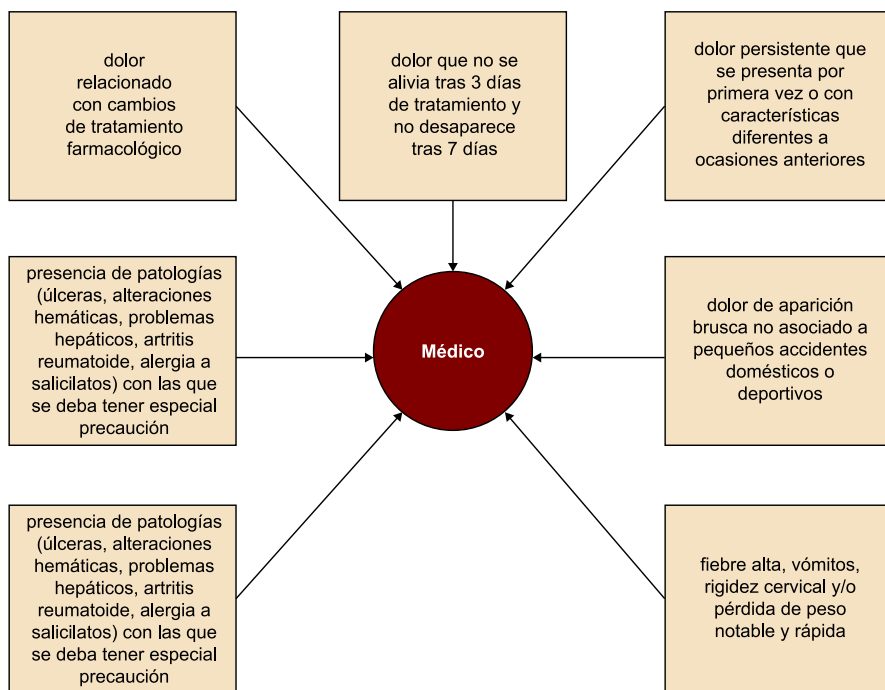 dolor
relacionado
con cambios
de tratamiento
farmacológico
dolor que no se
alivia tras 3 días
de tratamiento y
no desaparece
tras 7 días
dolor persistente que
se presenta por
primera vez o con
características
diferentes a
ocasiones anteriores
presencia de patologías
(úlceras, alteraciones
hemáticas, problemas
hepáticos, artritis
reumatoide, alergia a
salicilatos) con las que
se deba tener especial
precaución
Médico
dolor de aparición
brusca no asociado a
pequeños accidentes
domésticos o
deportivos
presencia de patologías
(úlceras, alteraciones
hemáticas, problemas
hepáticos, artritis
reumatoide, alergia a
salicilatos) con las que
se deba tener especial
precaución
fiebre alta, vómitos,
rigidez cervical y/o
pérdida de peso
notable y rápida